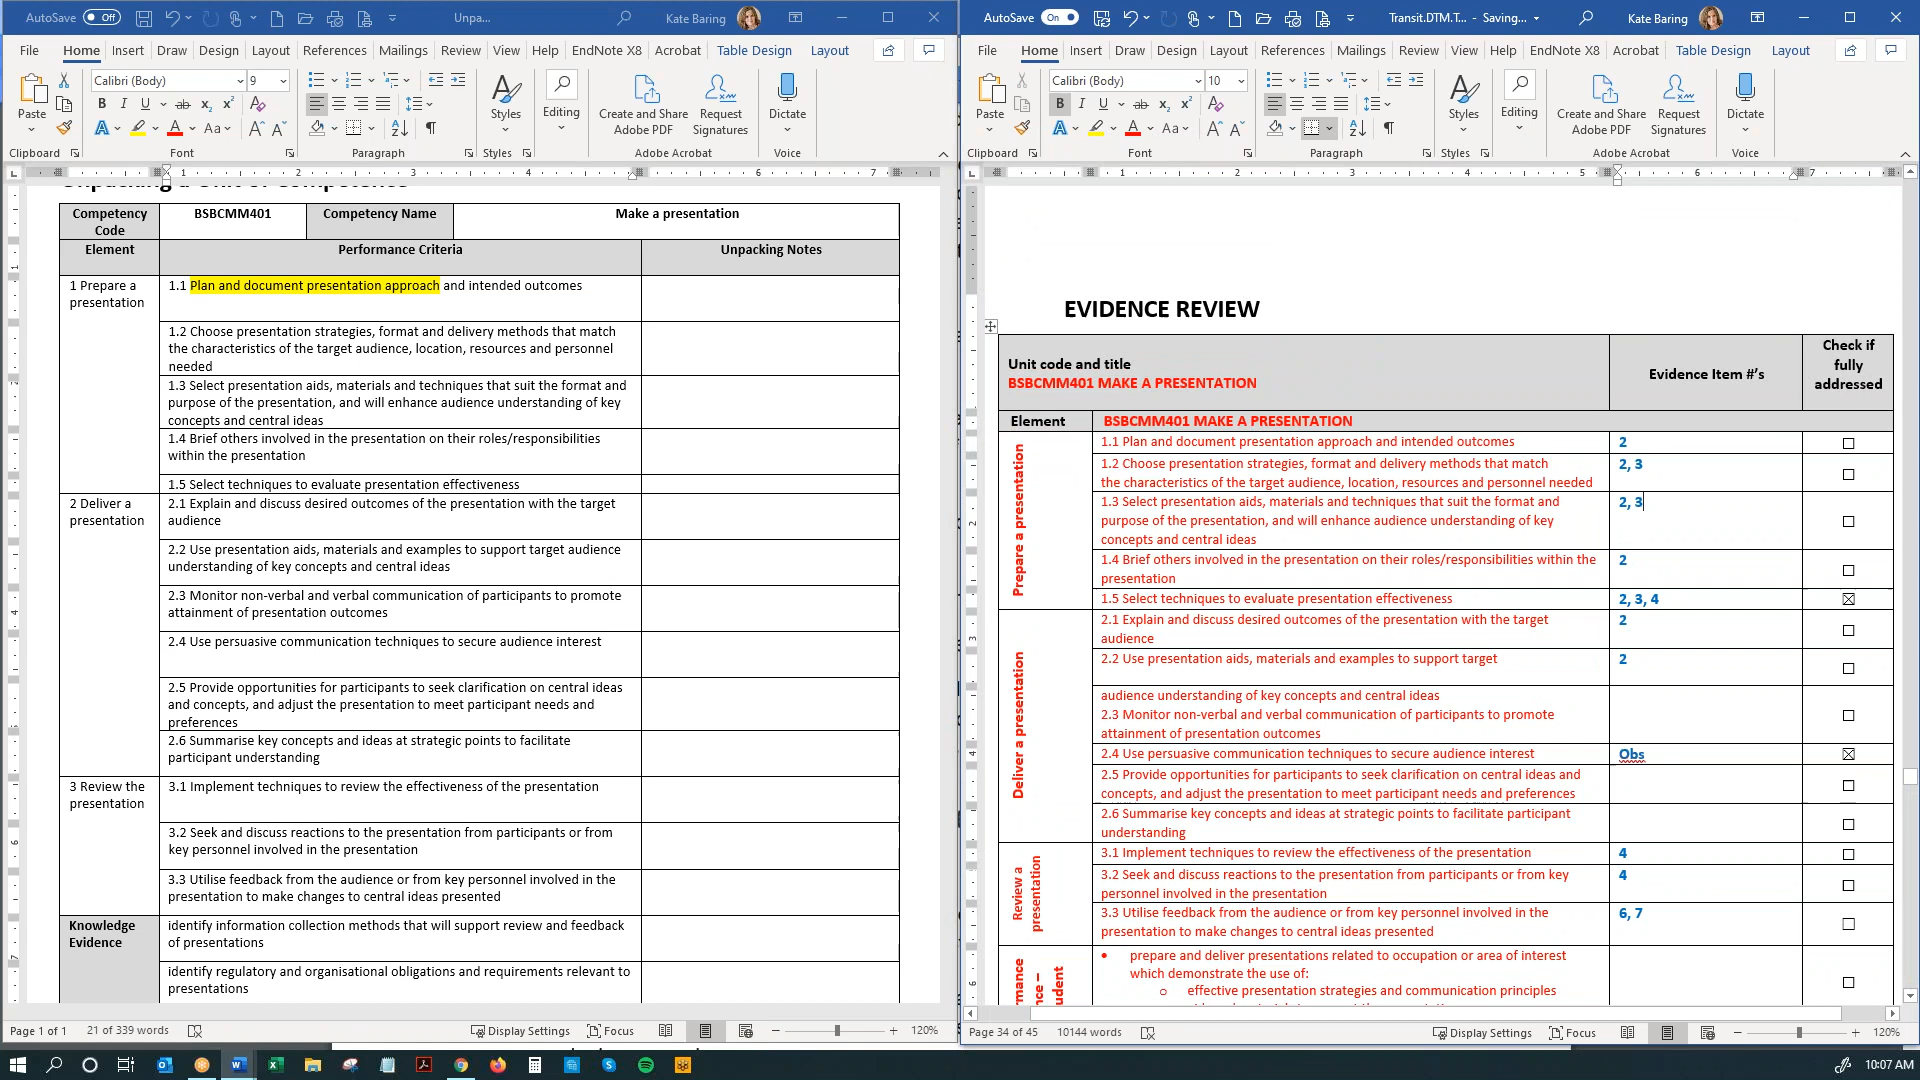 AutoSave Off
Unpa...
Kate Baring
File Home Insert Draw Design Layout References Mailings Review View Help EndNote X8 Acrobat Table Design Layout
Calibri (Body) 9
Paste
Styles
Editing
Create and Share Adobe PDF
Request Signatures
Dictate
Clipboard Font Paragraph Styles Adobe Acrobat Voice
Unpacking a Unit of Competence
Competency Code BSBCMM401 Competency Name Make a presentation
Element Performance Criteria Unpacking Notes
1 Prepare a presentation
1.1 Plan and document presentation approach and intended outcomes
1.2 Choose presentation strategies, format and delivery methods that match
the characteristics of the target audience, location, resources and personnel
needed
1.3 Select presentation aids, materials and techniques that suit the format and
purpose of the presentation, and will enhance audience understanding of key
concepts and central ideas
1.4 Brief others involved in the presentation on their roles/responsibilities
within the presentation
1.5 Select techniques to evaluate presentation effectiveness
2 Deliver a presentation
2.1 Explain and discuss desired outcomes of the presentation with the target
audience
2.2 Use presentation aids, materials and examples to support target audience
understanding of key concepts and central ideas
2.3 Monitor non-verbal and verbal communication of participants to promote
attainment of presentation outcomes
2.4 Use persuasive communication techniques to secure audience interest
2.5 Provide opportunities for participants to seek clarification on central ideas
and concepts, and adjust the presentation to meet participant needs and
preferences
2.6 Summarise key concepts and ideas at strategic points to facilitate
participant understanding
3 Review the presentation
3.1 Implement techniques to review the effectiveness of the presentation
3.2 Seek and discuss reactions to the presentation from participants or from
key personnel involved in the presentation
3.3 Utilise feedback from the audience or from key personnel involved in the
presentation to make changes to central ideas presented
Knowledge Evidence
identify information collection methods that will support review and feedback
of presentations
identify regulatory and organisational obligations and requirements relevant to
presentations
Page 1 of 1 21 of 339 words Display Settings Focus 120%
AutoSave On
Transit.DTM.T... - Saving...
Kate Baring
File Home Insert Draw Design Layout References Mailings Review View Help EndNote X8 Acrobat Table Design Layout
Calibri (Body) 10
Paste
Styles
Editing
Create and Share Adobe PDF
Request Signatures
Dictate
Clipboard Font Paragraph Styles Adobe Acrobat Voice
EVIDENCE REVIEW
Unit code and title
BSBCMM401 MAKE A PRESENTATION
Evidence Item #'s
Check if fully addressed
Element BSBCMM401 MAKE A PRESENTATION
Prepare a presentation
1.1 Plan and document presentation approach and intended outcomes 2
1.2 Choose presentation strategies, format and delivery methods that match 2, 3
the characteristics of the target audience, location, resources and personnel needed
1.3 Select presentation aids, materials and techniques that suit the format and 2, 3
purpose of the presentation, and will enhance audience understanding of key
concepts and central ideas
1.4 Brief others involved in the presentation on their roles/responsibilities within the 2
presentation
1.5 Select techniques to evaluate presentation effectiveness 2, 3, 4
Deliver a presentation
2.1 Explain and discuss desired outcomes of the presentation with the target 2
audience
2.2 Use presentation aids, materials and examples to support target 2
audience understanding of key concepts and central ideas
2.3 Monitor non-verbal and verbal communication of participants to promote
attainment of presentation outcomes
2.4 Use persuasive communication techniques to secure audience interest Obs
2.5 Provide opportunities for participants to seek clarification on central ideas and
concepts, and adjust the presentation to meet participant needs and preferences
2.6 Summarise key concepts and ideas at strategic points to facilitate participant
understanding
Review a presentation
3.1 Implement techniques to review the effectiveness of the presentation 4
3.2 Seek and discuss reactions to the presentation from participants or from key 4
personnel involved in the presentation
3.3 Utilise feedback from the audience or from key personnel involved in the 6, 7
presentation to make changes to central ideas presented
prepare and deliver presentations related to occupation or area of interest
which demonstrate the use of:
effective presentation strategies and communication principles
Page 34 of 45 10144 words Display Settings Focus 120%
10:07 AM